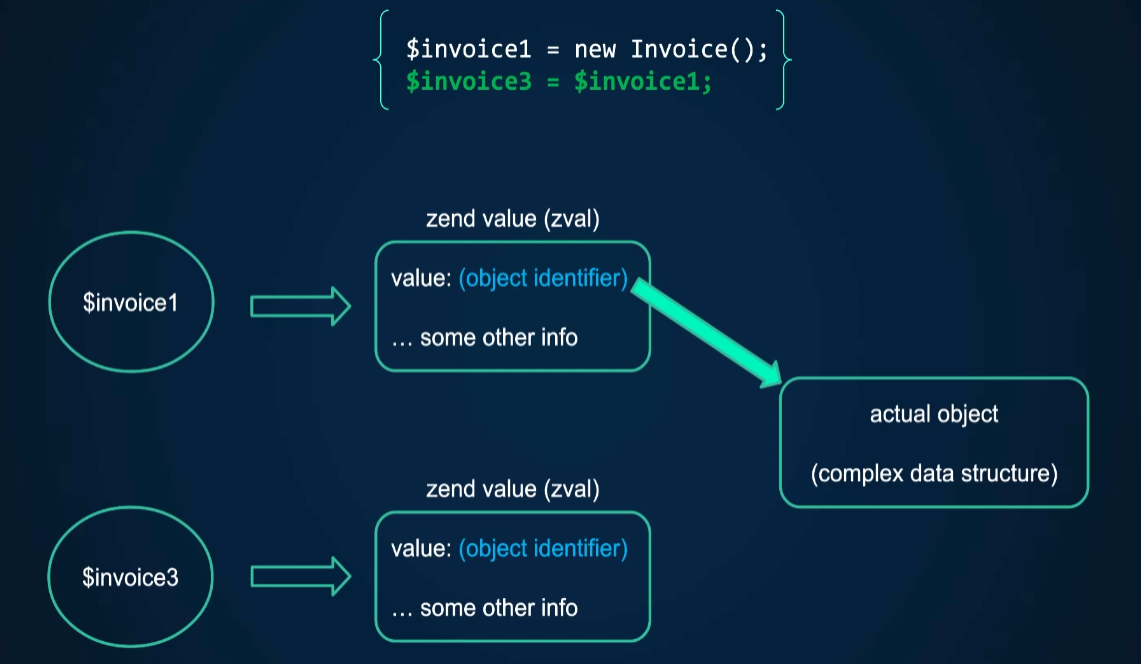 $invoice1 = new Invoice();
$invoice3 = $invoice1;
zend value (zval)
$invoice1
value: (object identifier)
... some other info
actual object
(complex data structure)
zend value (zval)
$invoice3
value: (object identifier)
... some other info